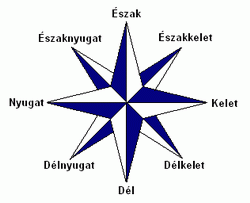 Észak
Északnyugat
Északkelet
Nyugat
Kelet
Délnyugat
Délkelet
Dél